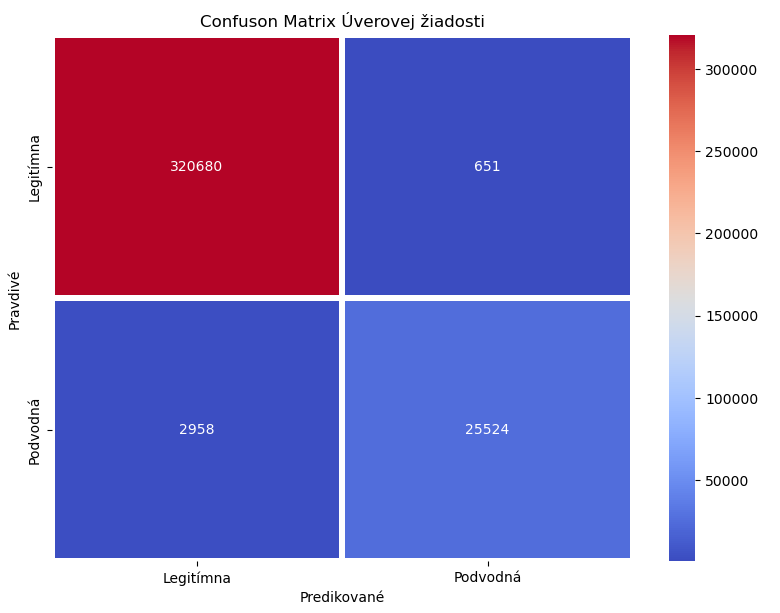 Confuson Matrix Úverovej žiadosti
Pravdivé
Legitímna
320680
651
Podvodná
2958
25524
Legitímna
Podvodná
Predikované
300000
250000
200000
150000
100000
50000